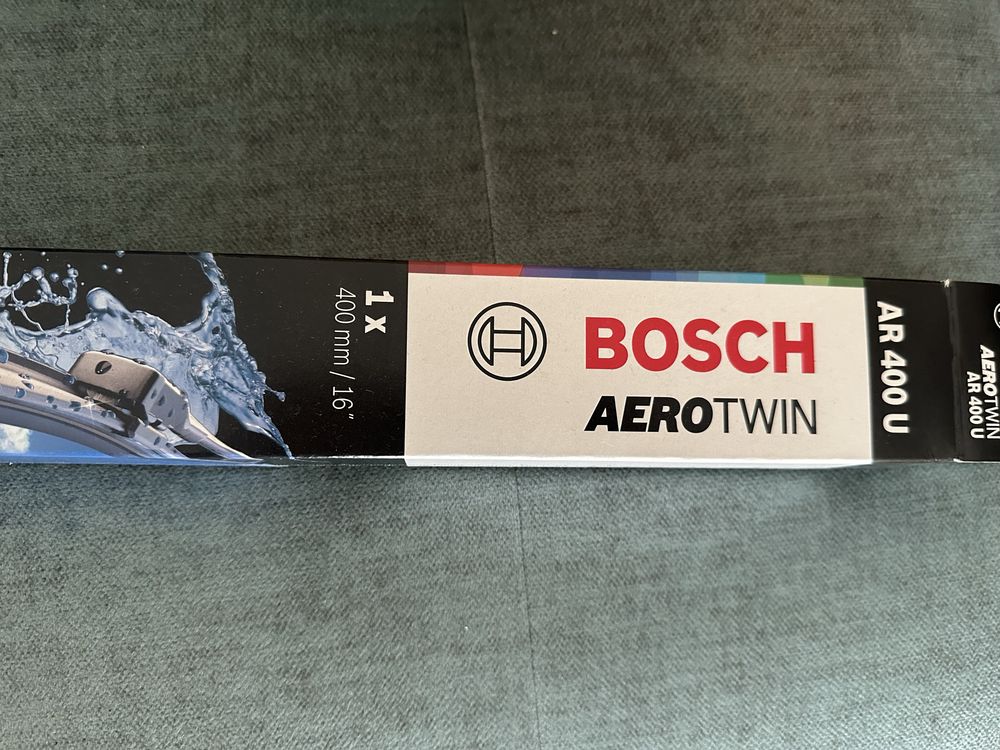 1 x
400 mm / 16"
BOSCH
AEROTWIN
AR 400 U
AEROTWIN
AR 400 U